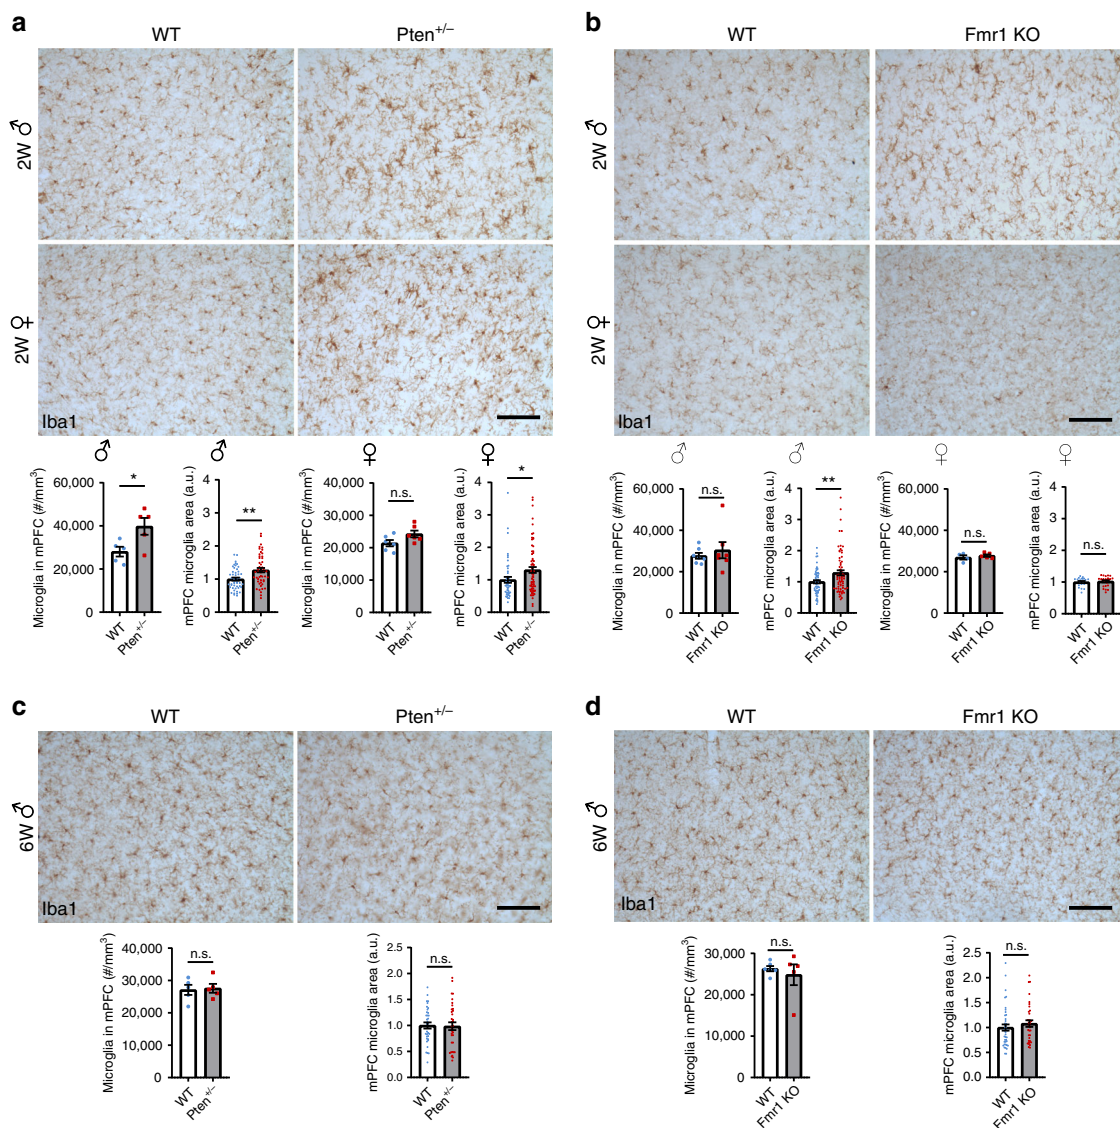 a
WT
Pten+/–
2W ♂
2W ♀
Iba1
♂
♂
♀
♀
Microglia in mPFC (#/mm3)
60,000
40,000
20,000
0
*
WT
Pten+/–
mPFC microglia area (a.u.)
4
3
2
1
0
**
WT
Pten+/–
Microglia in mPFC (#/mm3)
40,000
30,000
20,000
10,000
0
n.s.
WT
Pten+/–
mPFC microglia area (a.u.)
4
3
2
1
0
*
WT
Pten+/–
b
WT
Fmr1 KO
2W ♂
2W ♀
Iba1
♂
♂
♀
♀
Microglia in mPFC (#/mm3)
60,000
40,000
20,000
0
n.s.
WT
Fmr1 KO
mPFC microglia area (a.u.)
4
3
2
1
0
**
WT
Fmr1 KO
Microglia in mPFC (#/mm3)
60,000
40,000
20,000
0
n.s.
WT
Fmr1 KO
mPFC microglia area (a.u.)
4
3
2
1
0
n.s.
WT
Fmr1 KO
c
WT
Pten+/–
6W ♂
Iba1
Microglia in mPFC (#/mm3)
40,000
30,000
20,000
10,000
0
n.s.
WT
Pten+/–
mPFC microglia area (a.u.)
2.5
2.0
1.5
1.0
0.5
0.0
n.s.
WT
Pten+/–
d
WT
Fmr1 KO
6W ♂
Iba1
Microglia in mPFC (#/mm3)
30,000
20,000
10,000
0
n.s.
WT
Fmr1 KO
mPFC microglia area (a.u.)
2.5
2.0
1.5
1.0
0.5
0.0
n.s.
WT
Fmr1 KO